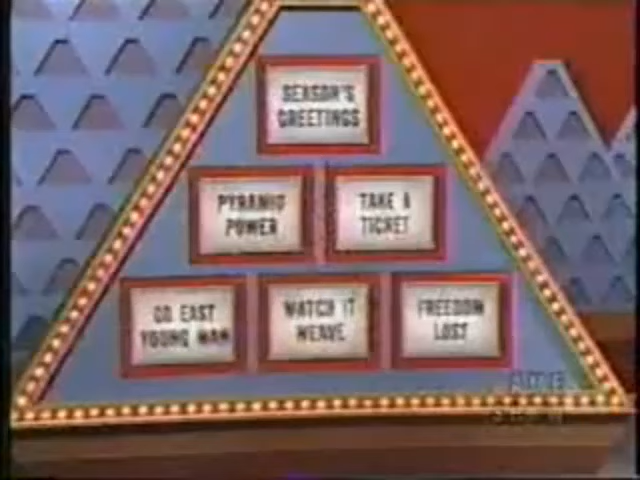 SEASON'S
GREETINGS
PYRAMID
POWER
TAKE A
TICKET
GO EAST
YOUNG MAN
WATCH IT
WEAVE
FREEDOM
LOST